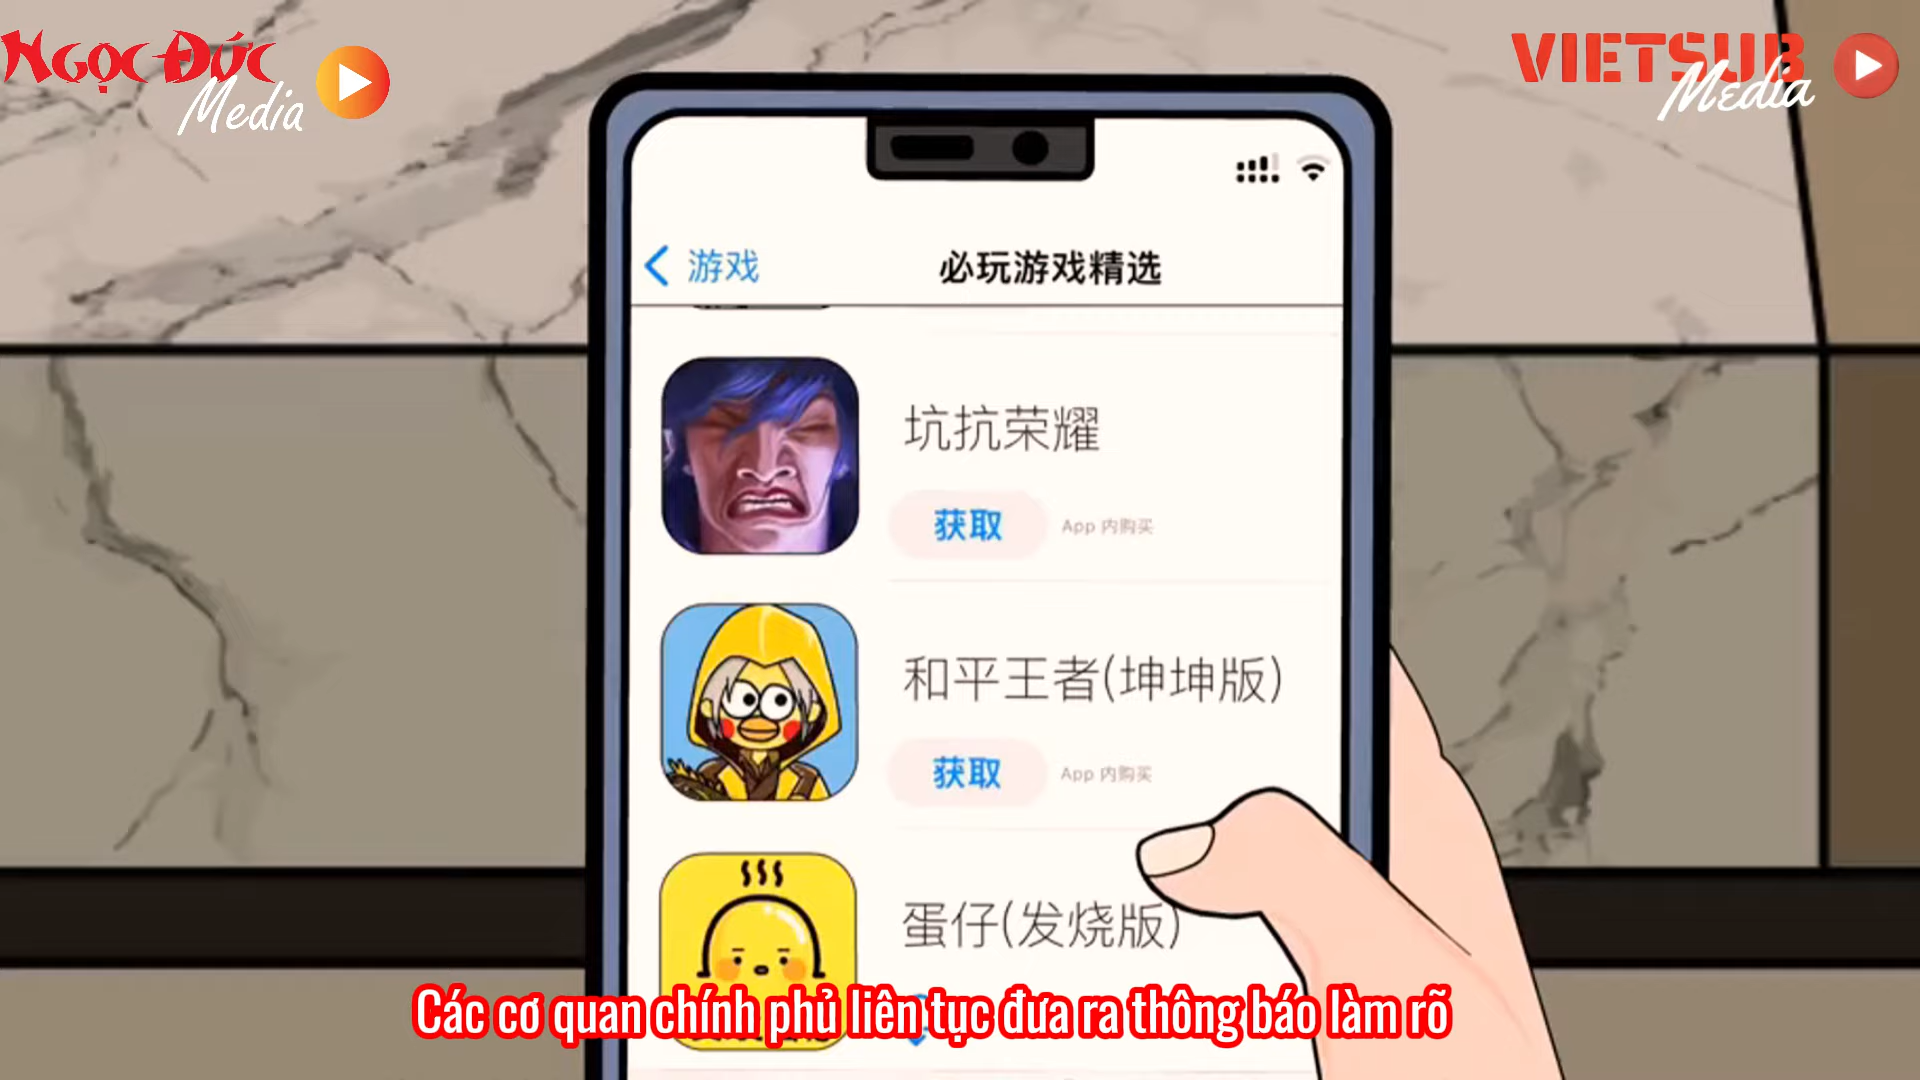 NGỌC ĐỨC
Media
VIETSUB
Media
游戏
必玩游戏精选
坑抗荣耀
获取 App 内购买
和平王者(坤坤版)
获取 App 内购买
蛋仔(发烧版)
Các cơ quan chính phủ liên tục đưa ra thông báo làm rõ